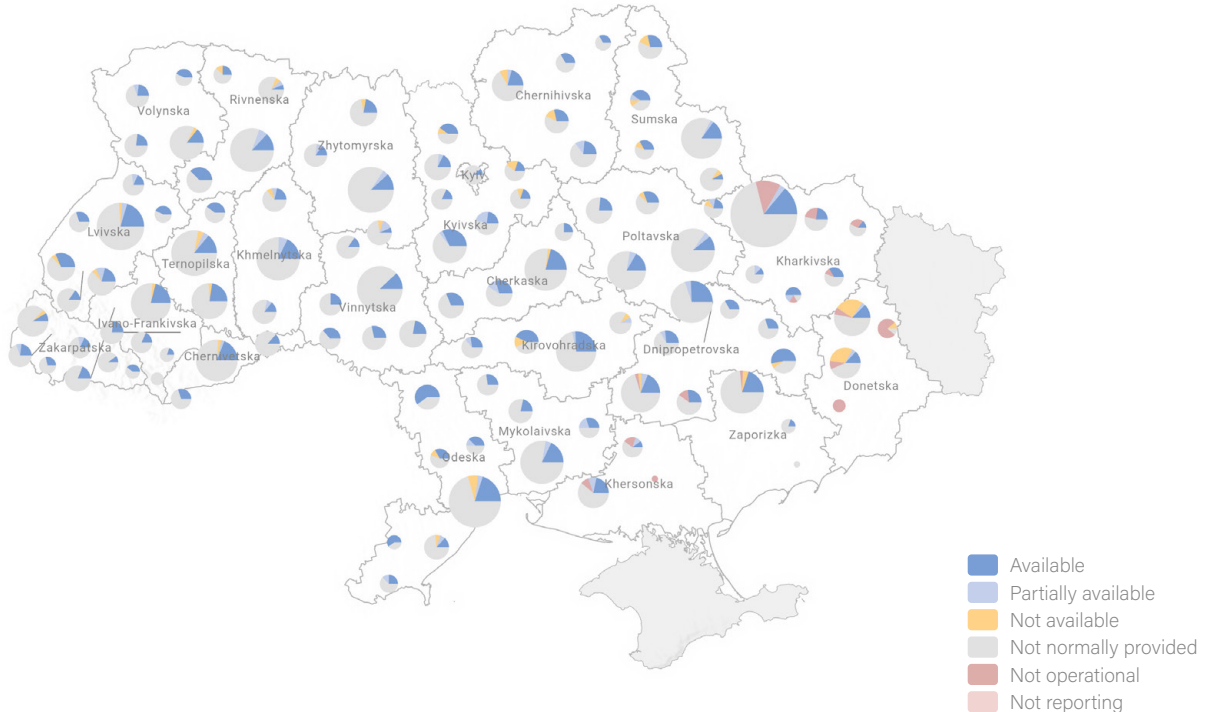 Chernihivska
Volynska
Rivnenska
Sumska
Zhytomyrska
Kyiv
Kyivska
Lvivska
Poltavska
Khmelnytska
Ternopilska
Kharkivska
Cherkaska
Vinnytska
Ivano-Frankivska
Kirovohradska
Zakarpatska
Chernivetska
Dnipropetrovska
Donetska
Mykolaivska
Zaporizka
Odeska
Khersonska
Available
Partially available
Not available
Not normally provided
Not operational
Not reporting